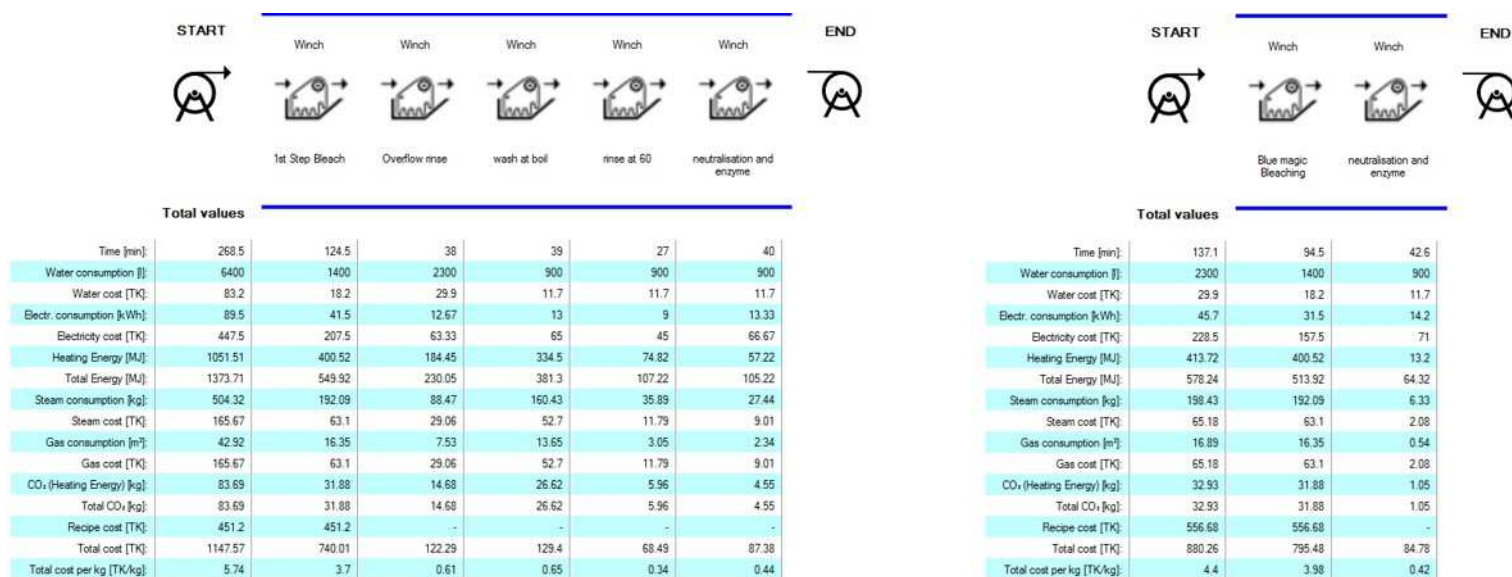 START
Winch Winch Winch Winch Winch
END
1st Step Bleach Overflow rinse wash at boil rinse at 60 neutralisation and enzyme
Total values
Time [min]: 268.5 124.5 38 39 27 40
Water consumption [l]: 6400 1400 2300 900 900 900
Water cost [TK]: 83.2 18.2 29.9 11.7 11.7 11.7
Electr. consumption [kWh]: 89.5 41.5 12.67 13 9 13.33
Electricity cost [TK]: 447.5 207.5 63.33 65 45 66.67
Heating Energy [MJ]: 1051.51 400.52 184.45 334.5 74.82 57.22
Total Energy [MJ]: 1373.71 549.92 230.05 381.3 107.22 105.22
Steam consumption [kg]: 504.32 192.09 88.47 160.43 35.89 27.44
Steam cost [TK]: 165.67 63.1 29.06 52.7 11.79 9.01
Gas consumption [m³]: 42.92 16.35 7.53 13.65 3.05 2.34
Gas cost [TK]: 165.67 63.1 29.06 52.7 11.79 9.01
CO₂ (Heating Energy) [kg]: 83.69 31.88 14.68 26.62 5.96 4.55
Total CO₂ [kg]: 83.69 31.88 14.68 26.62 5.96 4.55
Recipe cost [TK]: 451.2 451.2 - - - -
Total cost [TK]: 1147.57 740.01 122.29 129.4 68.49 87.38
Total cost per kg [TK/kg]: 5.74 3.7 0.61 0.65 0.34 0.44
START
Winch Winch
END
Blue magic Bleaching neutralisation and enzyme
Total values
Time [min]: 137.1 94.5 42.6
Water consumption [l]: 2300 1400 900
Water cost [TK]: 29.9 18.2 11.7
Electr. consumption [kWh]: 45.7 31.5 14.2
Electricity cost [TK]: 228.5 157.5 71
Heating Energy [MJ]: 413.72 400.52 13.2
Total Energy [MJ]: 578.24 513.92 64.32
Steam consumption [kg]: 198.43 192.09 6.33
Steam cost [TK]: 65.18 63.1 2.08
Gas consumption [m³]: 16.89 16.35 0.54
Gas cost [TK]: 65.18 63.1 2.08
CO₂ (Heating Energy) [kg]: 32.93 31.88 1.05
Total CO₂ [kg]: 32.93 31.88 1.05
Recipe cost [TK]: 556.68 556.68 -
Total cost [TK]: 880.26 795.48 84.78
Total cost per kg [TK/kg]: 4.4 3.98 0.42